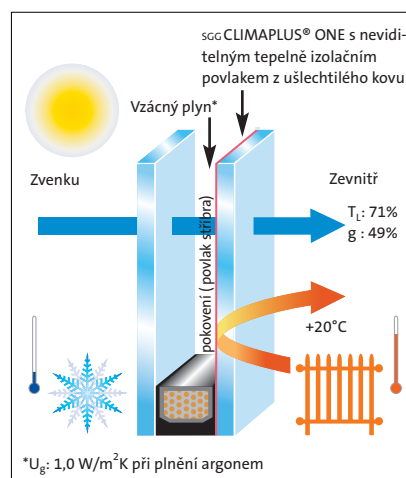 SGG CLIMAPLUS® ONE s nevidi-
telným tepelně izolačním
povlakem z ušlechtilého kovu
Vzácný plyn*
Zvenku
Zevnitř
TL: 71%
g : 49%
pokovení (povlak stříbra)
+20°C
*Ug: 1,0 W/m²K při plnění argonem